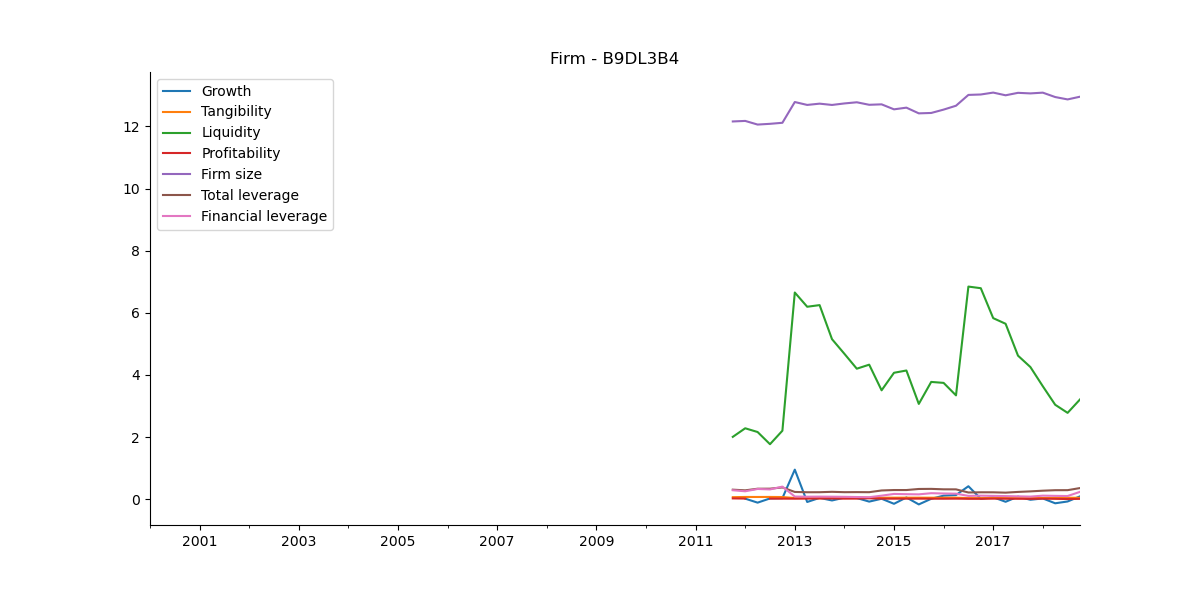 Firm - B9DL3B4
Growth
Tangibility
Liquidity
Profitability
Firm size
Total leverage
Financial leverage
12
10
8
6
4
2
0
2001 2003 2005 2007 2009 2011 2013 2015 2017